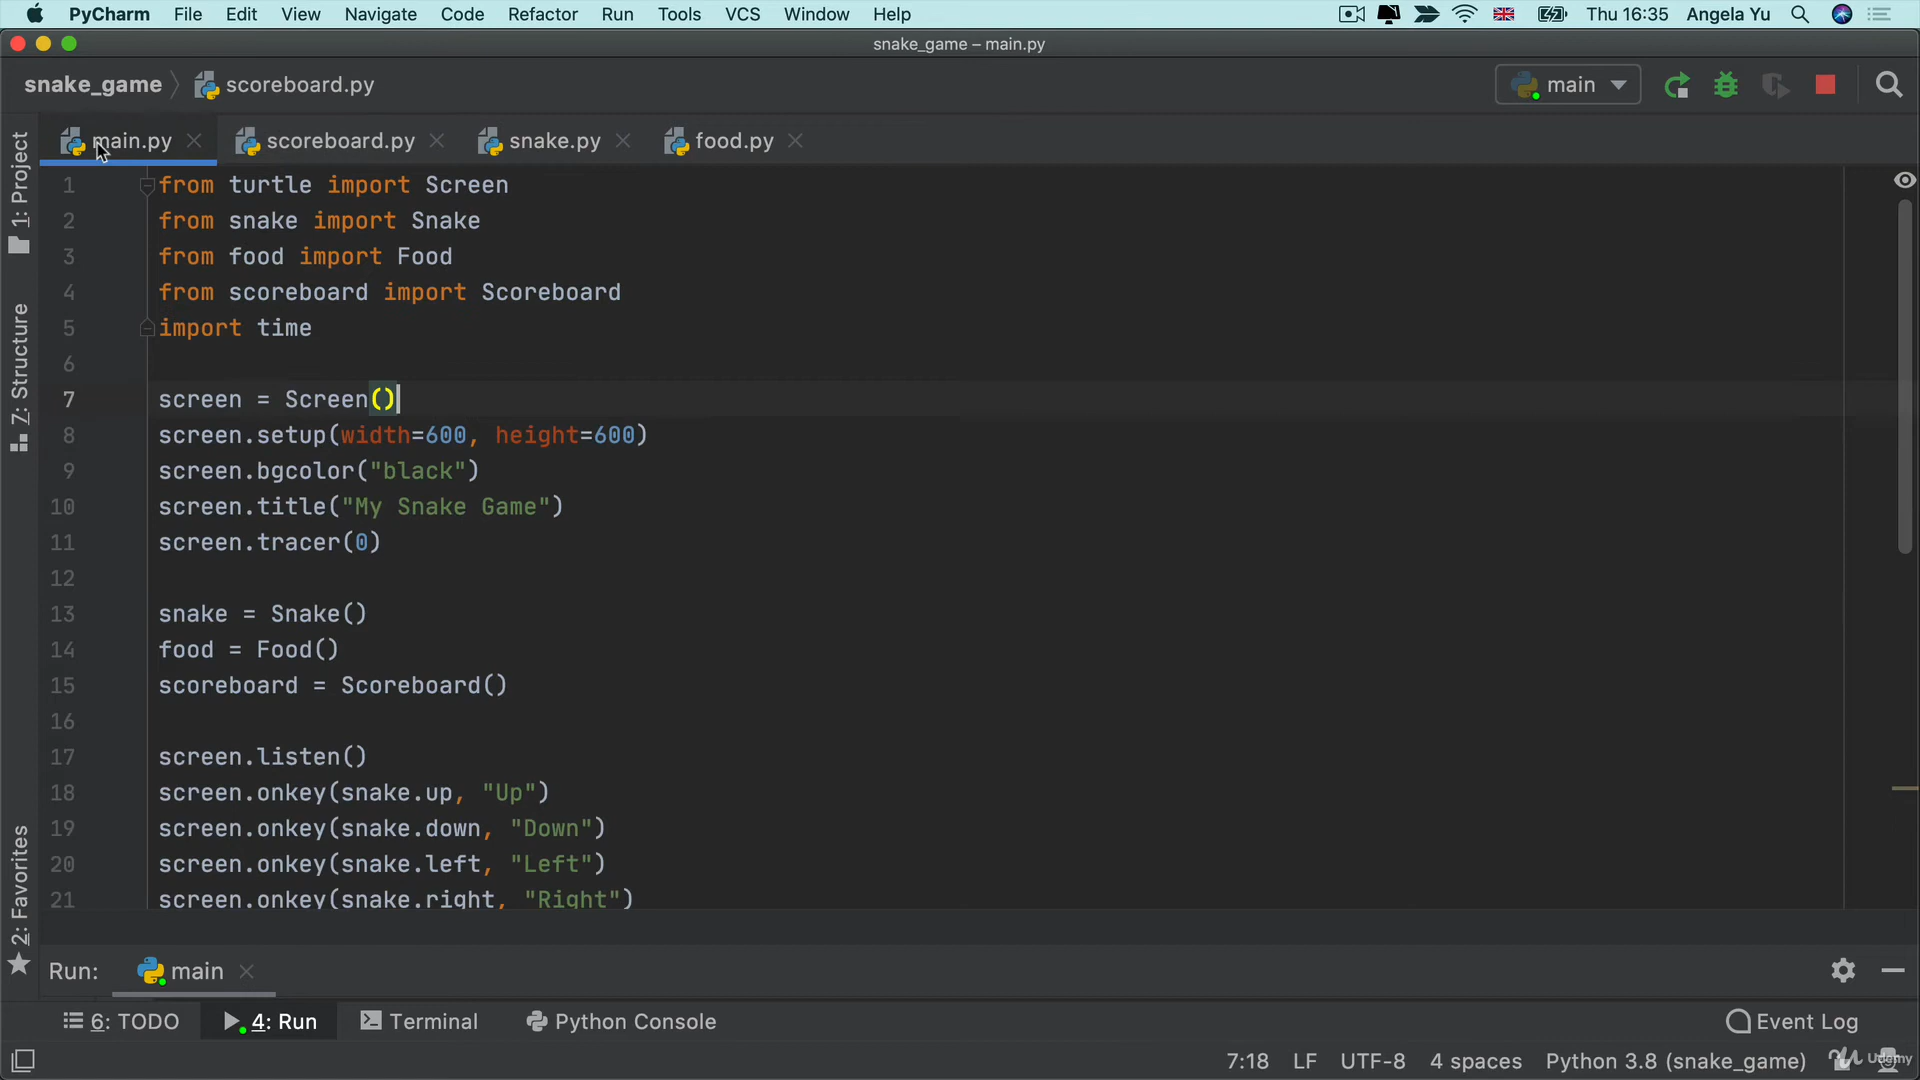 PyCharm File Edit View Navigate Code Refactor Run Tools VCS Window Help Thu 16:35 Angela Yu
snake_game – main.py
snake_game scoreboard.py main
main.py scoreboard.py snake.py food.py
1: Project
7: Structure
2: Favorites
1 from turtle import Screen
2 from snake import Snake
3 from food import Food
4 from scoreboard import Scoreboard
5 import time
6
7 screen = Screen()
8 screen.setup(width=600, height=600)
9 screen.bgcolor("black")
10 screen.title("My Snake Game")
11 screen.tracer(0)
12
13 snake = Snake()
14 food = Food()
15 scoreboard = Scoreboard()
16
17 screen.listen()
18 screen.onkey(snake.up, "Up")
19 screen.onkey(snake.down, "Down")
20 screen.onkey(snake.left, "Left")
21 screen.onkey(snake.right, "Right")
Run: main
6: TODO 4: Run Terminal Python Console Event Log
7:18 LF UTF-8 4 spaces Python 3.8 (snake_game) Udemy